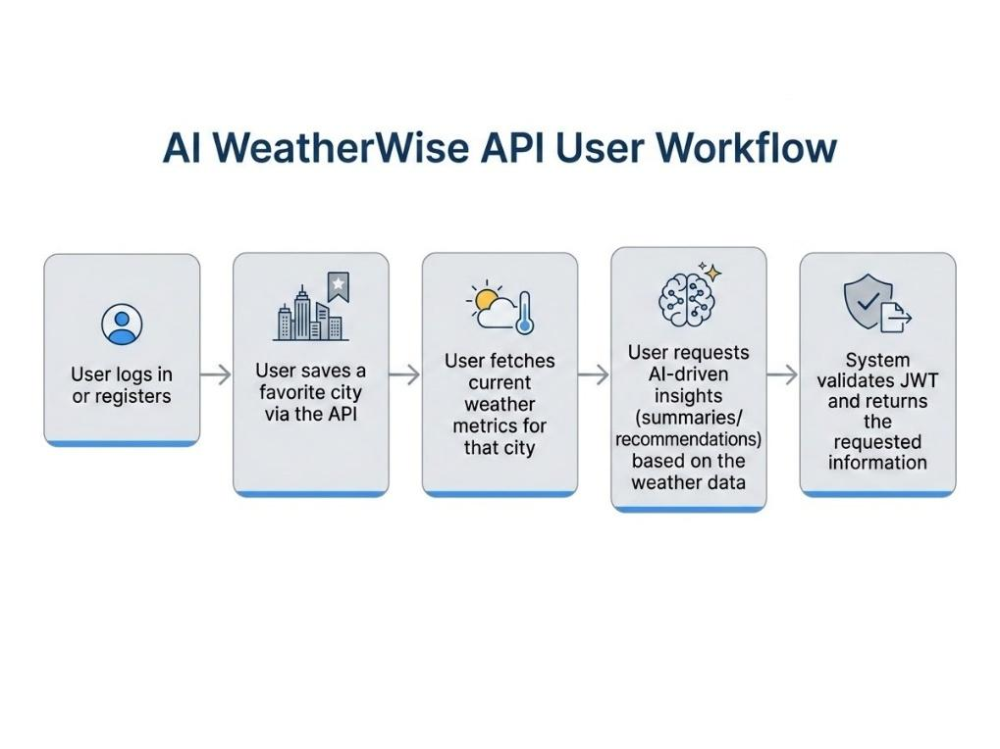 AI WeatherWise API User Workflow
User logs in
or registers
User saves a
favorite city
via the API
User fetches
current
weather
metrics for
that city
User requests
AI-driven
insights
(summaries/
recommendations)
based on the
weather data
System
validates JWT
and returns
the
requested
information